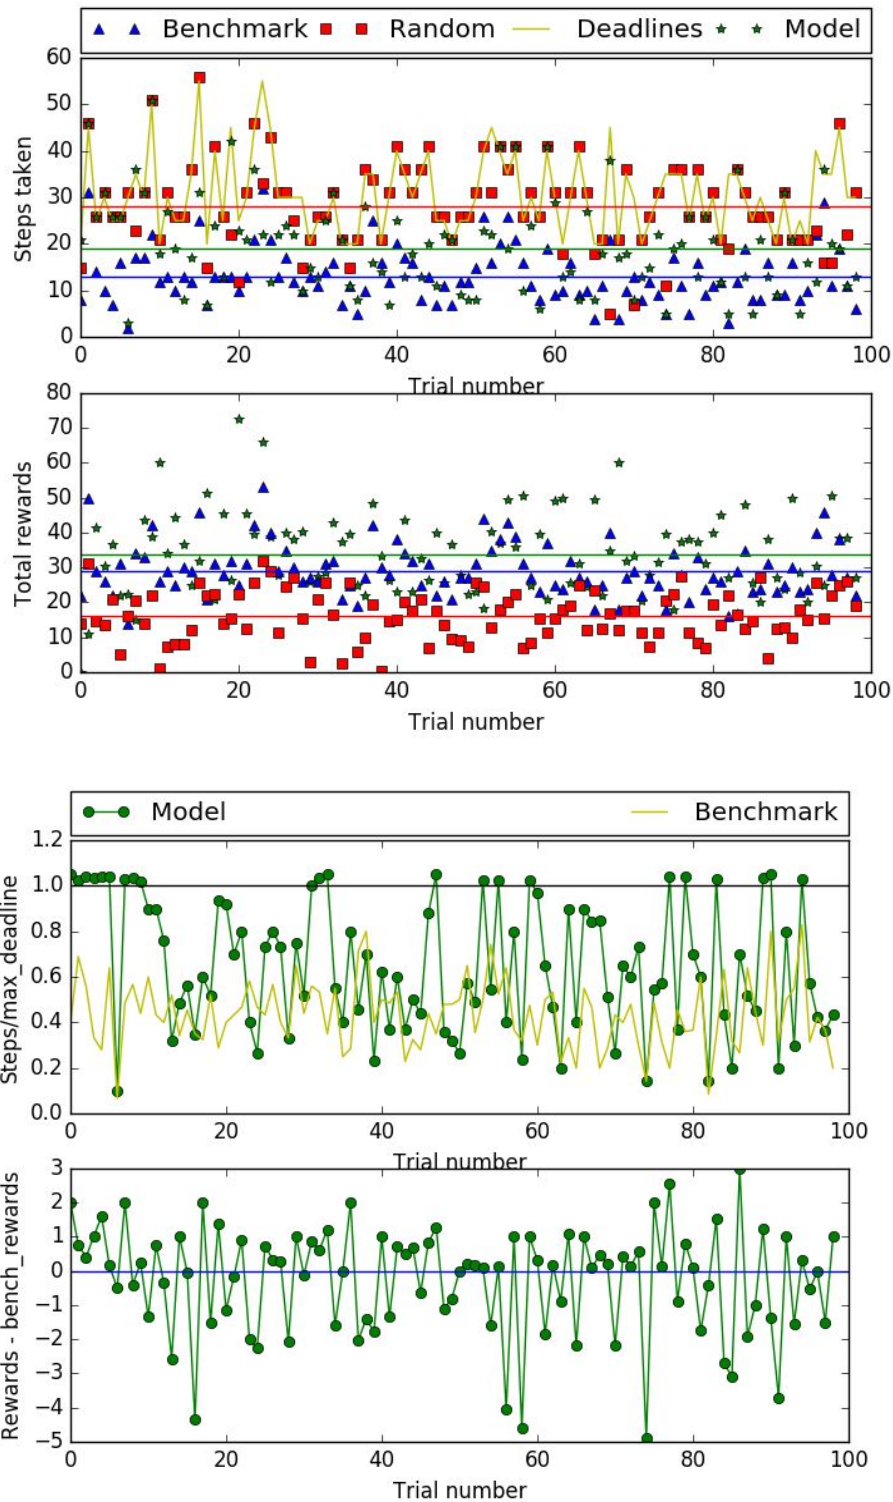 Benchmark Random Deadlines Model
60
50
40
30
20
10
0
Steps taken
0 20 40 60 80 100
Trial number
80
70
60
50
40
30
20
10
0
Total rewards
0 20 40 60 80 100
Trial number
Model Benchmark
1.2
1.0
0.8
0.6
0.4
0.2
0.0
Steps/max_deadline
0 20 40 60 80 100
Trial number
3
2
1
0
−1
−2
−3
−4
−5
Rewards - bench_rewards
0 20 40 60 80 100
Trial number